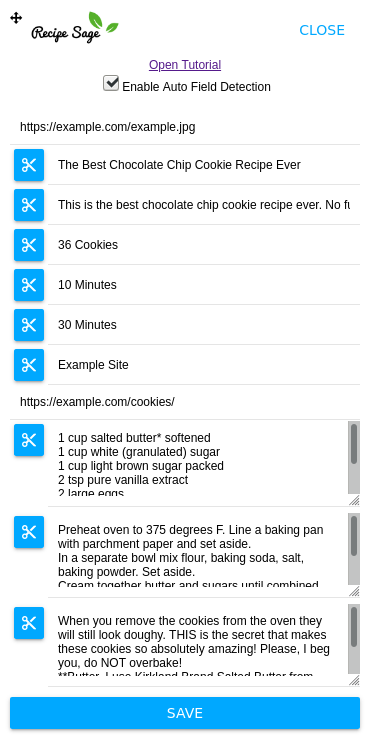 Recipe Sage
CLOSE
Open Tutorial
Enable Auto Field Detection
https://example.com/example.jpg
The Best Chocolate Chip Cookie Recipe Ever
This is the best chocolate chip cookie recipe ever. No fu
36 Cookies
10 Minutes
30 Minutes
Example Site
https://example.com/cookies/
1 cup salted butter* softened
1 cup white (granulated) sugar
1 cup light brown sugar packed
2 tsp pure vanilla extract
2 large eggs
Preheat oven to 375 degrees F. Line a baking pan
with parchment paper and set aside.
In a separate bowl mix flour, baking soda, salt,
baking powder. Set aside.
Cream together butter and sugars until combined.
When you remove the cookies from the oven they
will still look doughy. THIS is the secret that makes
these cookies so absolutely amazing! Please, I beg
you, do NOT overbake!
**Butter. I use Kirkland Brand Salted Butter from
SAVE